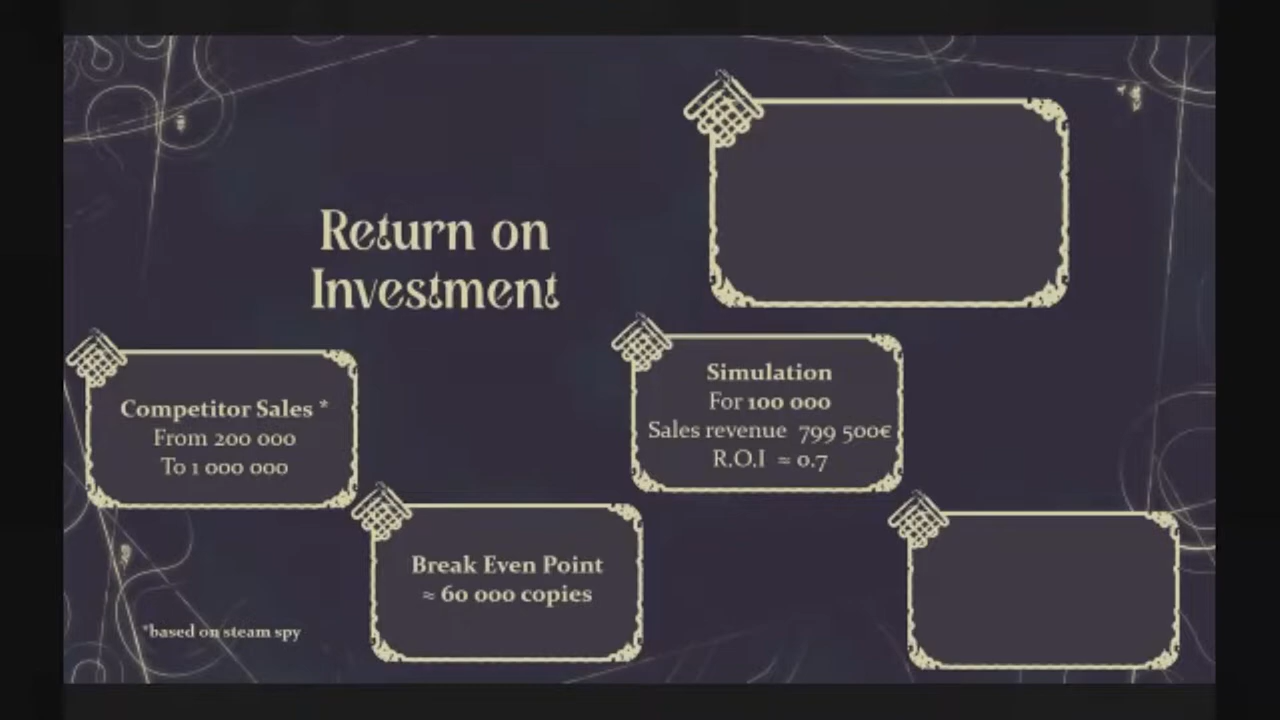 Return on
Investment
Competitor Sales *
From 200 000
To 1 000 000
Break Even Point
≈ 60 000 copies
Simulation
For 100 000
Sales revenue 799 500€
R.O.I ≈ 0.7
*based on steam spy